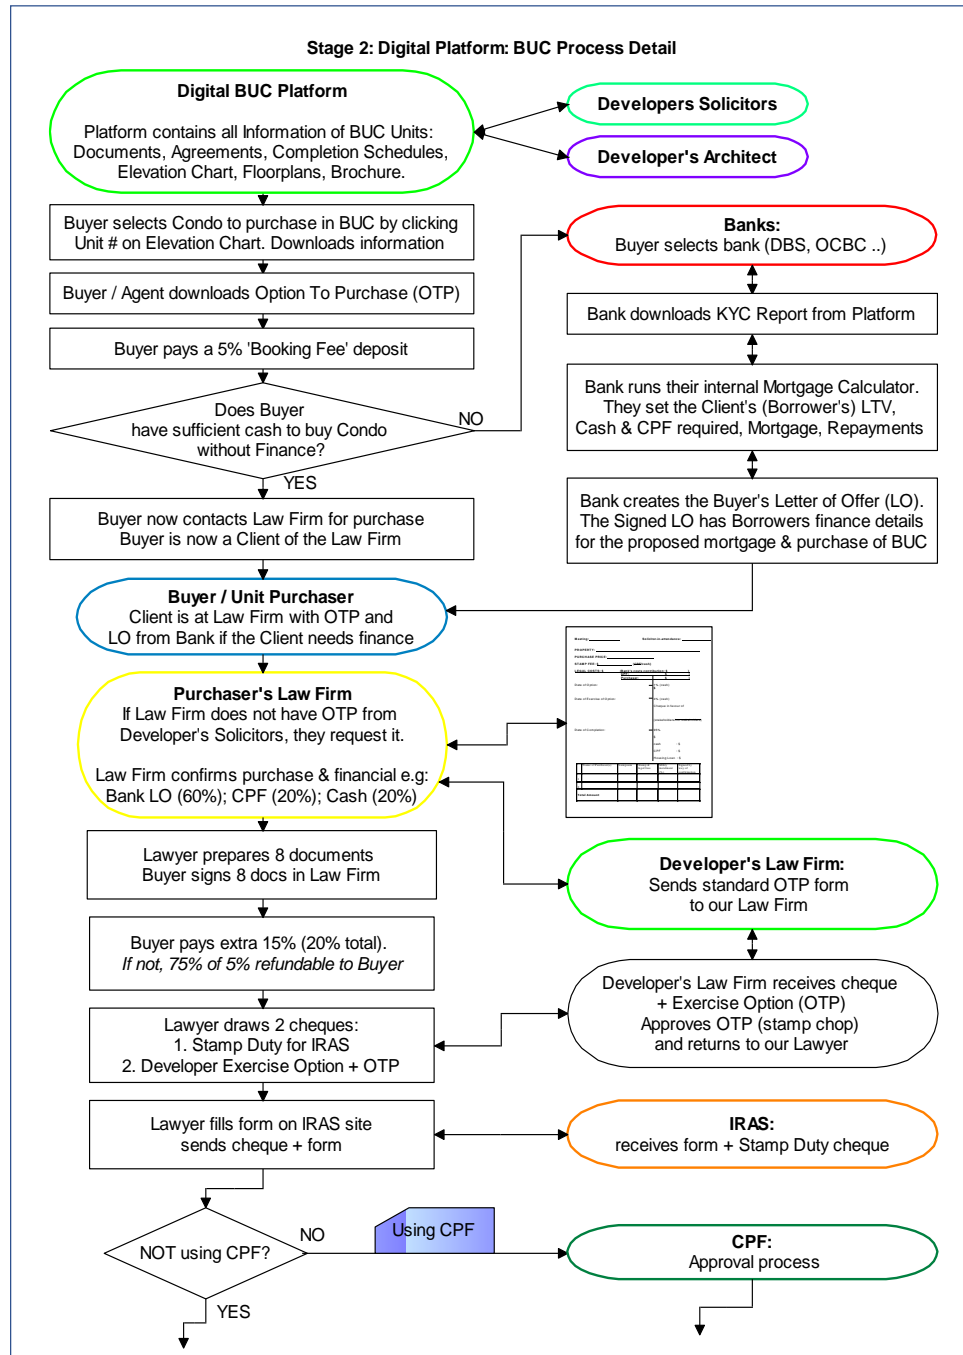 Stage 2: Digital Platform: BUC Process Detail
Digital BUC Platform
Platform contains all Information of BUC Units:
Documents, Agreements, Completion Schedules,
Elevation Chart, Floorplans, Brochure.
Developers Solicitors
Developer's Architect
Buyer selects Condo to purchase in BUC by clicking
Unit # on Elevation Chart. Downloads information
Banks:
Buyer selects bank (DBS, OCBC ..)
Buyer / Agent downloads Option To Purchase (OTP)
Bank downloads KYC Report from Platform
Buyer pays a 5% 'Booking Fee' deposit
Bank runs their internal Mortgage Calculator.
They set the Client's (Borrower's) LTV,
Cash & CPF required, Mortgage, Repayments
Does Buyer
have sufficient cash to buy Condo
without Finance?
NO
YES
Bank creates the Buyer's Letter of Offer (LO).
The Signed LO has Borrowers finance details
for the proposed mortgage & purchase of BUC
Buyer now contacts Law Firm for purchase
Buyer is now a Client of the Law Firm
Buyer / Unit Purchaser
Client is at Law Firm with OTP and
LO from Bank if the Client needs finance
Purchaser's Law Firm
If Law Firm does not have OTP from
Developer's Solicitors, they request it.
Law Firm confirms purchase & financial e.g:
Bank LO (60%); CPF (20%); Cash (20%)
PROPERTY:
PURCHASE PRICE:
Total Amount
Lawyer prepares 8 documents
Buyer signs 8 docs in Law Firm
Developer's Law Firm:
Sends standard OTP form
to our Law Firm
Buyer pays extra 15% (20% total).
If not, 75% of 5% refundable to Buyer
Developer's Law Firm receives cheque
+ Exercise Option (OTP)
Approves OTP (stamp chop)
and returns to our Lawyer
Lawyer draws 2 cheques:
1. Stamp Duty for IRAS
2. Developer Exercise Option + OTP
Lawyer fills form on IRAS site
sends cheque + form
IRAS:
receives form + Stamp Duty cheque
NOT using CPF?
NO
Using CPF
CPF:
Approval process
YES